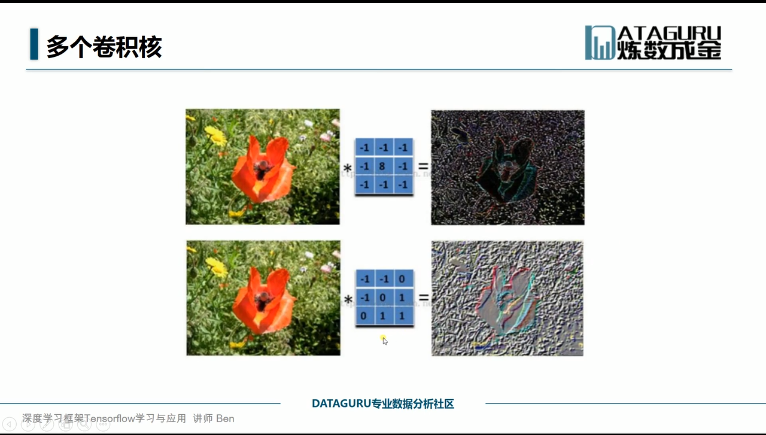 多个卷积核
DATAGURU
炼数成金
-1 -1 -1
* -1 8 -1 =
-1 -1 -1
-1 -1 0
* -1 0 1 =
0 1 1
DATAGURU专业数据分析社区
深度学习框架Tensorflow学习与应用 讲师 Ben